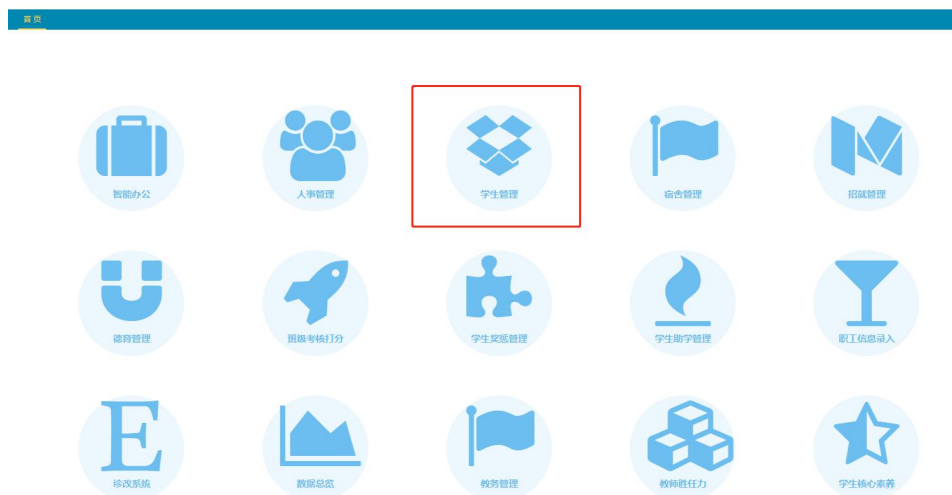 首页
智能办公
人事管理
学生管理
宿舍管理
招就管理
德育管理
班级考核打分
学生奖惩管理
学生助学管理
职工信息录入
诊改系统
数据总览
教务管理
教师胜任力
学生核心素养